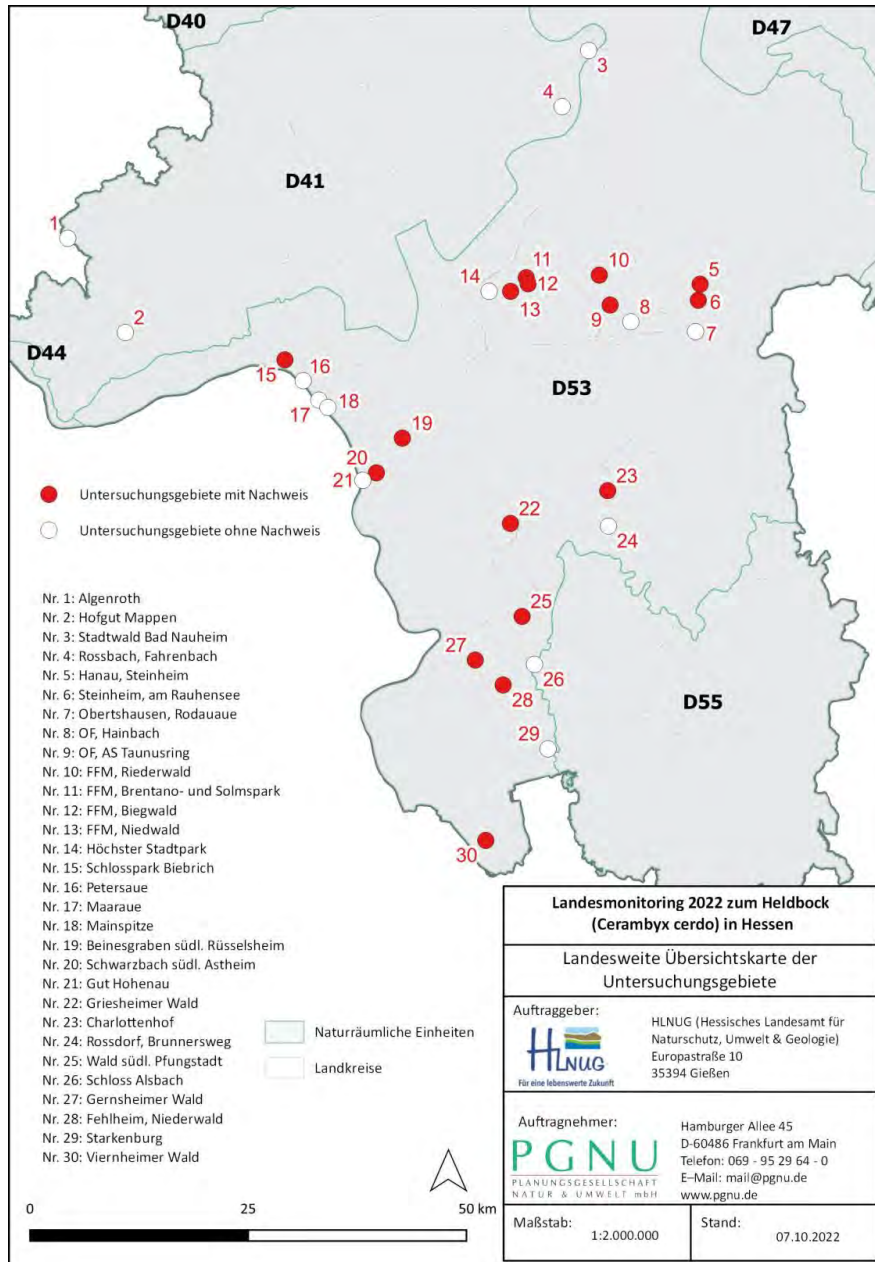 D40
D47
3
4
D41
1
11
10
5
14
12
13
6
9
8
7
2
D44
15
16
D53
17
18
19
20
21
23
22
24
25
27
26
28
D55
29
30
Untersuchungsgebiete mit Nachweis
Untersuchungsgebiete ohne Nachweis
Nr. 1: Algenroth
Nr. 2: Hofgut Mappen
Nr. 3: Stadtwald Bad Nauheim
Nr. 4: Rossbach, Fahrenbach
Nr. 5: Hanau, Steinheim
Nr. 6: Steinheim, am Rauhensee
Nr. 7: Obertshausen, Rodauaue
Nr. 8: OF, Hainbach
Nr. 9: OF, AS Taunusring
Nr. 10: FFM, Riederwald
Nr. 11: FFM, Brentano- und Solmspark
Nr. 12: FFM, Biegwald
Nr. 13: FFM, Niedwald
Nr. 14: Höchster Stadtpark
Nr. 15: Schlosspark Biebrich
Nr. 16: Petersaue
Nr. 17: Maaraue
Nr. 18: Mainspitze
Nr. 19: Beinesgraben südl. Rüsselsheim
Nr. 20: Schwarzbach südl. Astheim
Nr. 21: Gut Hohenau
Nr. 22: Griesheimer Wald
Nr. 23: Charlottenhof
Nr. 24: Rossdorf, Brunnersweg
Nr. 25: Wald südl. Pfungstadt
Nr. 26: Schloss Alsbach
Nr. 27: Gernsheimer Wald
Nr. 28: Fehlheim, Niederwald
Nr. 29: Starkenburg
Nr. 30: Viernheimer Wald
Naturräumliche Einheiten
Landkreise
0 25 50 km
Landesmonitoring 2022 zum Heldbock
(Cerambyx cerdo) in Hessen
Landesweite Übersichtskarte der
Untersuchungsgebiete
Auftraggeber:
HLNUG
Für eine lebenswerte Zukunft
HLNUG (Hessisches Landesamt für
Naturschutz, Umwelt & Geologie)
Europastraße 10
35394 Gießen
Auftragnehmer:
PGNU
PLANUNGSGESELLSCHAFT
NATUR & UMWELT mbH
Hamburger Allee 45
D-60486 Frankfurt am Main
Telefon: 069 - 95 29 64 - 0
E–Mail: mail@pgnu.de
www.pgnu.de
Maßstab:
1:2.000.000
Stand:
07.10.2022